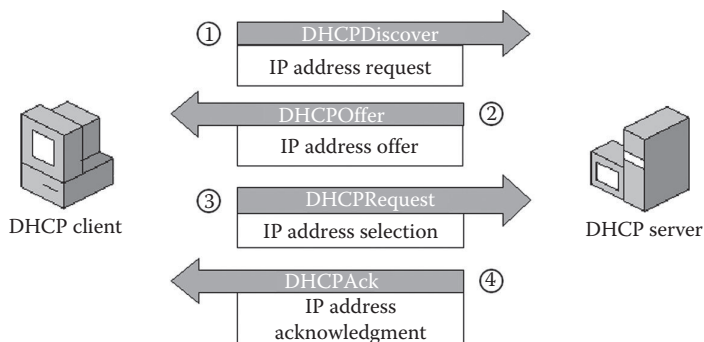 ① DHCPDiscover
IP address request
DHCPOffer ②
IP address offer
③ DHCPRequest
IP address selection
DHCPAck ④
IP address
acknowledgment
DHCP client
DHCP server